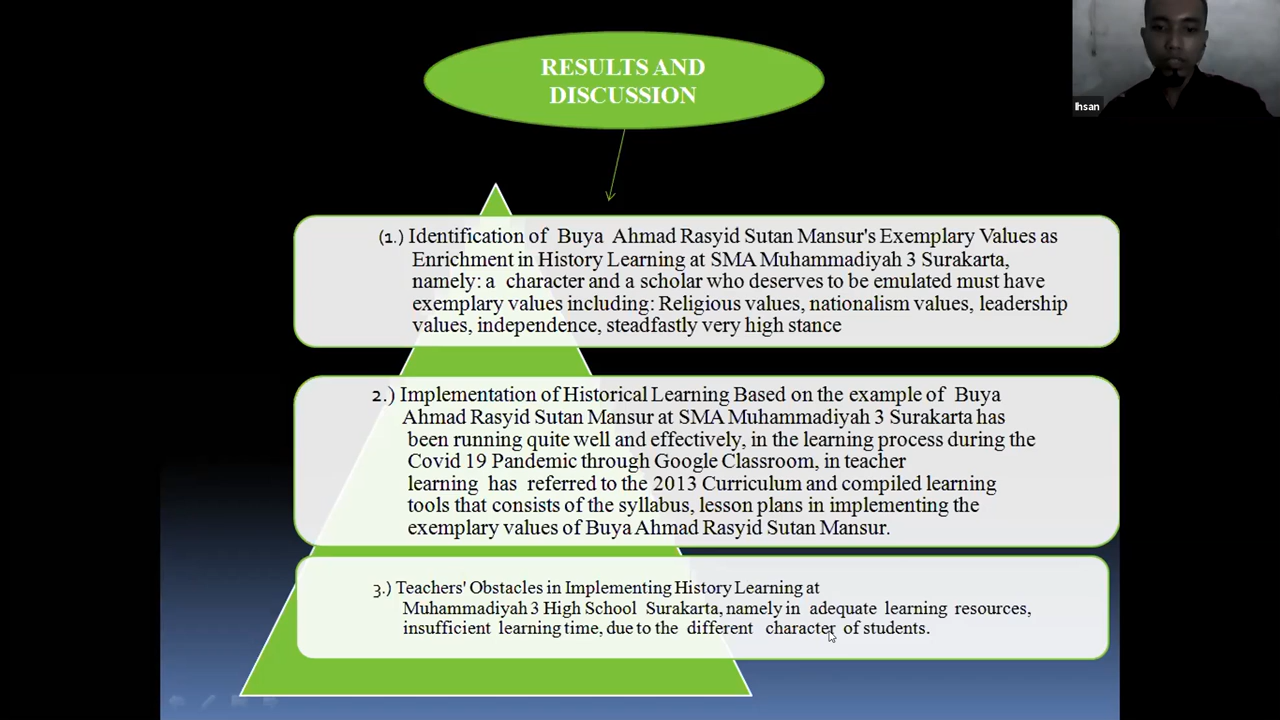 RESULTS AND
DISCUSSION
Ihsan
(1.) Identification of Buya Ahmad Rasyid Sutan Mansur's Exemplary Values as
Enrichment in History Learning at SMA Muhammadiyah 3 Surakarta,
namely: a character and a scholar who deserves to be emulated must have
exemplary values including: Religious values, nationalism values, leadership
values, independence, steadfastly very high stance
2.) Implementation of Historical Learning Based on the example of Buya
Ahmad Rasyid Sutan Mansur at SMA Muhammadiyah 3 Surakarta has
been running quite well and effectively, in the learning process during the
Covid 19 Pandemic through Google Classroom, in teacher
learning has referred to the 2013 Curriculum and compiled learning
tools that consists of the syllabus, lesson plans in implementing the
exemplary values of Buya Ahmad Rasyid Sutan Mansur.
3.) Teachers' Obstacles in Implementing History Learning at
Muhammadiyah 3 High School Surakarta, namely in adequate learning resources,
insufficient learning time, due to the different character of students.